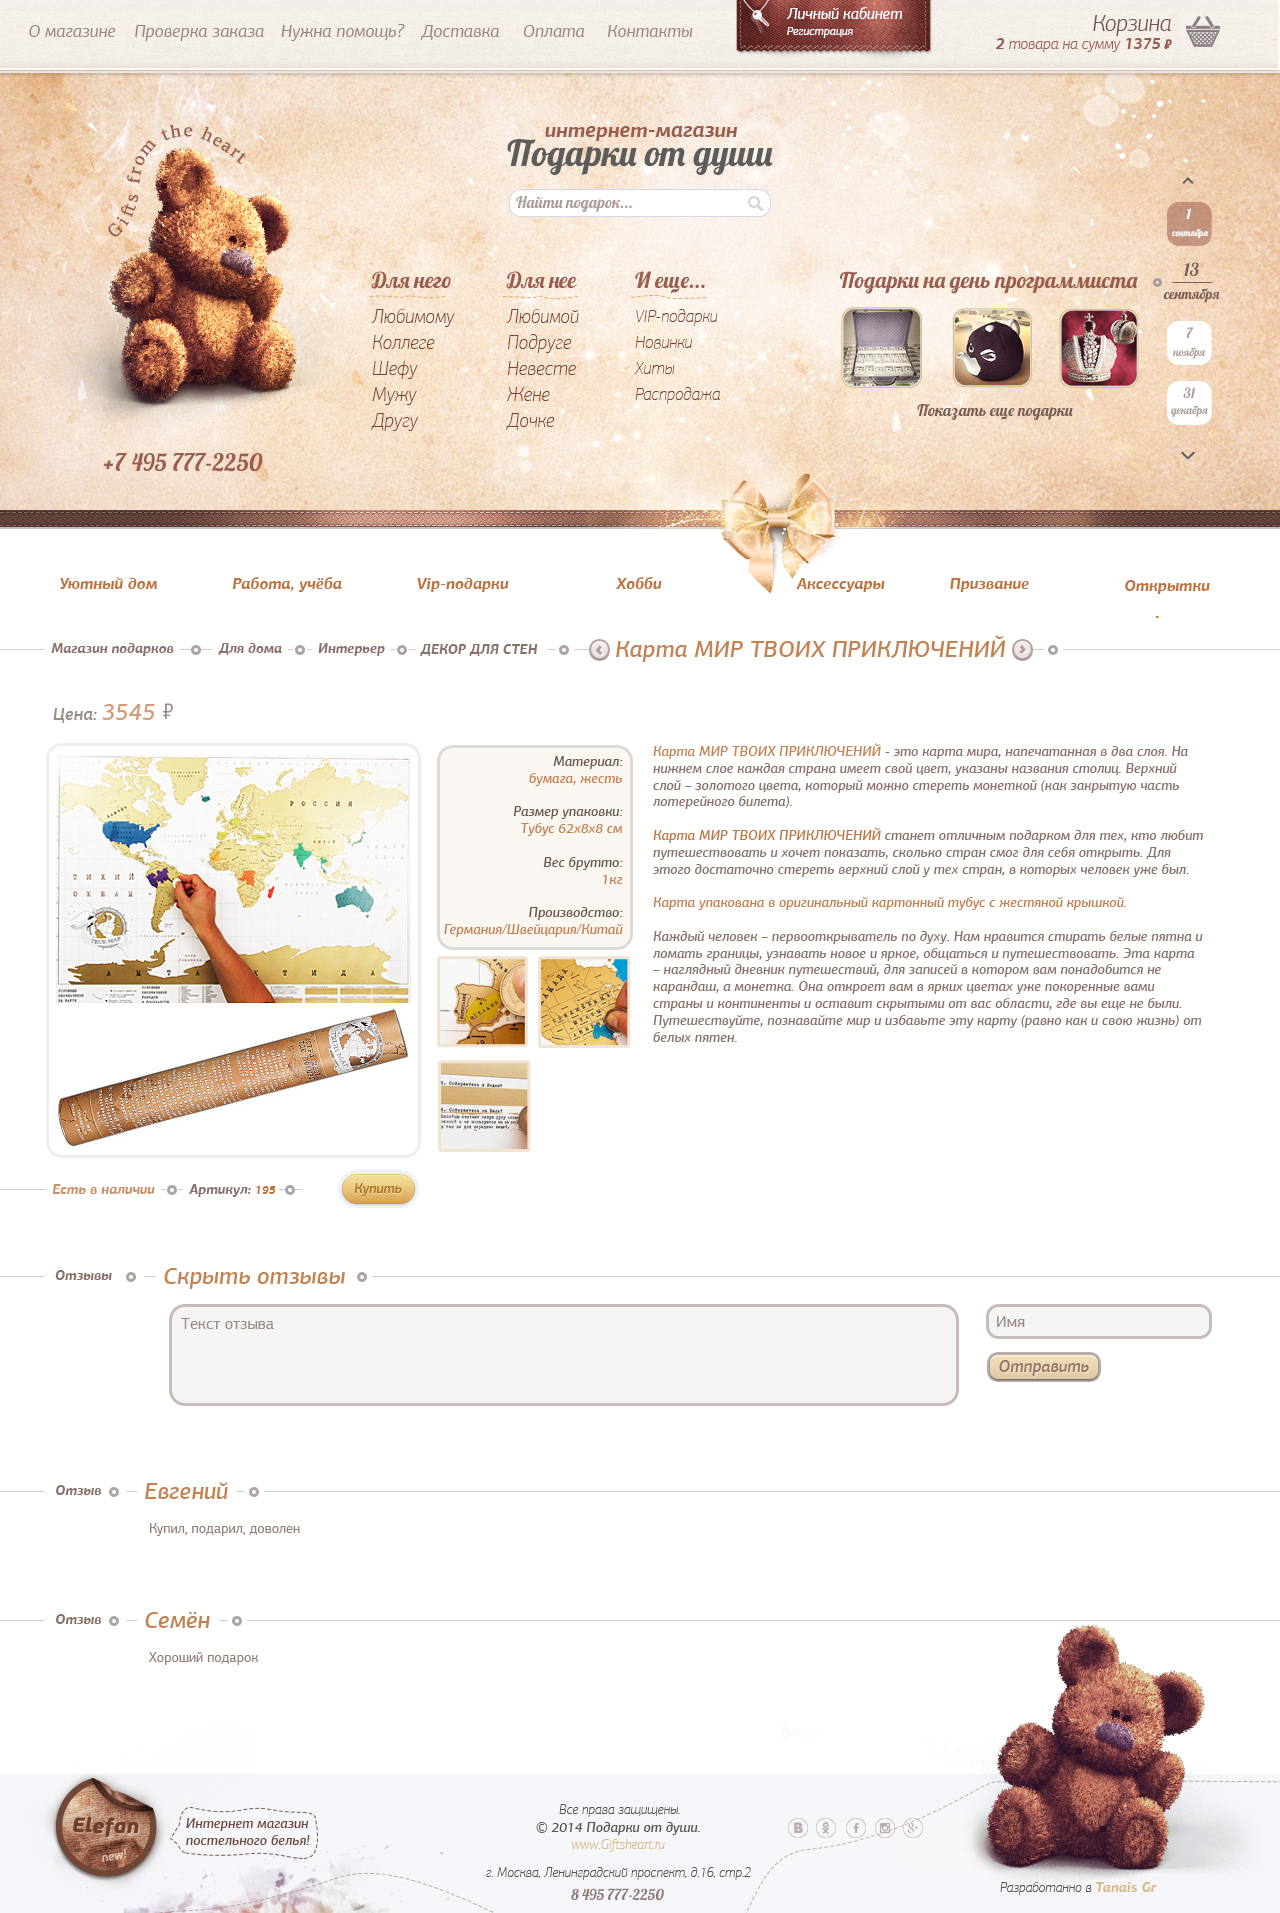 О магазине
Проверка заказа
Нужна помощь?
Доставка
Оплата
Контакты
Личный кабинет
Регистрация
Корзина
2 товара на сумму 1375 ₽
Gifts from the heart
интернет-магазин
Подарки от души
Найти подарок...
+7 495 777-2250
Для него
Любимому
Коллеге
Шефу
Мужу
Другу
Для нее
Любимой
Подруге
Невесте
Жене
Дочке
И еще...
VIP-подарки
Новинки
Хиты
Распродажа
Подарки на день программиста
Показать еще подарки
1
сентября
13
сентября
7
ноября
31
декабря
Уютный дом
Работа, учёба
Vip-подарки
Хобби
Аксессуары
Призвание
Открытки
.
Магазин подарков
Для дома
Интерьер
ДЕКОР ДЛЯ СТЕН
Карта МИР ТВОИХ ПРИКЛЮЧЕНИЙ
Цена: 3545 ₽
РОССИЯ
КАНАДА
ТИХИЙ
ОКЕАН
АНТАРКТИДА
TRUE MAP
Материал:
бумага, жесть
Размер упаковки:
Тубус 62х8х8 см
Вес брутто:
1кг
Производство:
Германия/Швейцария/Китай
5. Собираетесь в Индию?
6. Собираетесь на Бали?
Карта МИР ТВОИХ ПРИКЛЮЧЕНИЙ - это карта мира, напечатанная в два слоя. На
нижнем слое каждая страна имеет свой цвет, указаны названия столиц. Верхний
слой – золотого цвета, который можно стереть монеткой (как закрытую часть
лотерейного билета).
Карта МИР ТВОИХ ПРИКЛЮЧЕНИЙ станет отличным подарком для тех, кто любит
путешествовать и хочет показать, сколько стран смог для себя открыть. Для
этого достаточно стереть верхний слой у тех стран, в которых человек уже был.
Карта упакована в оригинальный картонный тубус с жестяной крышкой.
Каждый человек – первооткрыватель по духу. Нам нравится стирать белые пятна и
ломать границы, узнавать новое и яркое, общаться и путешествовать. Эта карта
– наглядный дневник путешествий, для записей в котором вам понадобится не
карандаш, а монетка. Она откроет вам в ярких цветах уже покоренные вами
страны и континенты и оставит скрытыми от вас области, где вы еще не были.
Путешествуйте, познавайте мир и избавьте эту карту (равно как и свою жизнь) от
белых пятен.
Есть в наличии
Артикул: 195
Купить
Отзывы
Скрыть отзывы
Текст отзыва
Имя
Отправить
Отзыв
Евгений
Купил, подарил, доволен
Отзыв
Семён
Хороший подарок
Elefan
new!
Интернет магазин
постельного белья!
Все права защищены.
© 2014 Подарки от души.
www.Giftsheart.ru
г. Москва, Ленинградский проспект, д.16, стр.2
8 495 777-2250
Разработанно в Tanais Gr